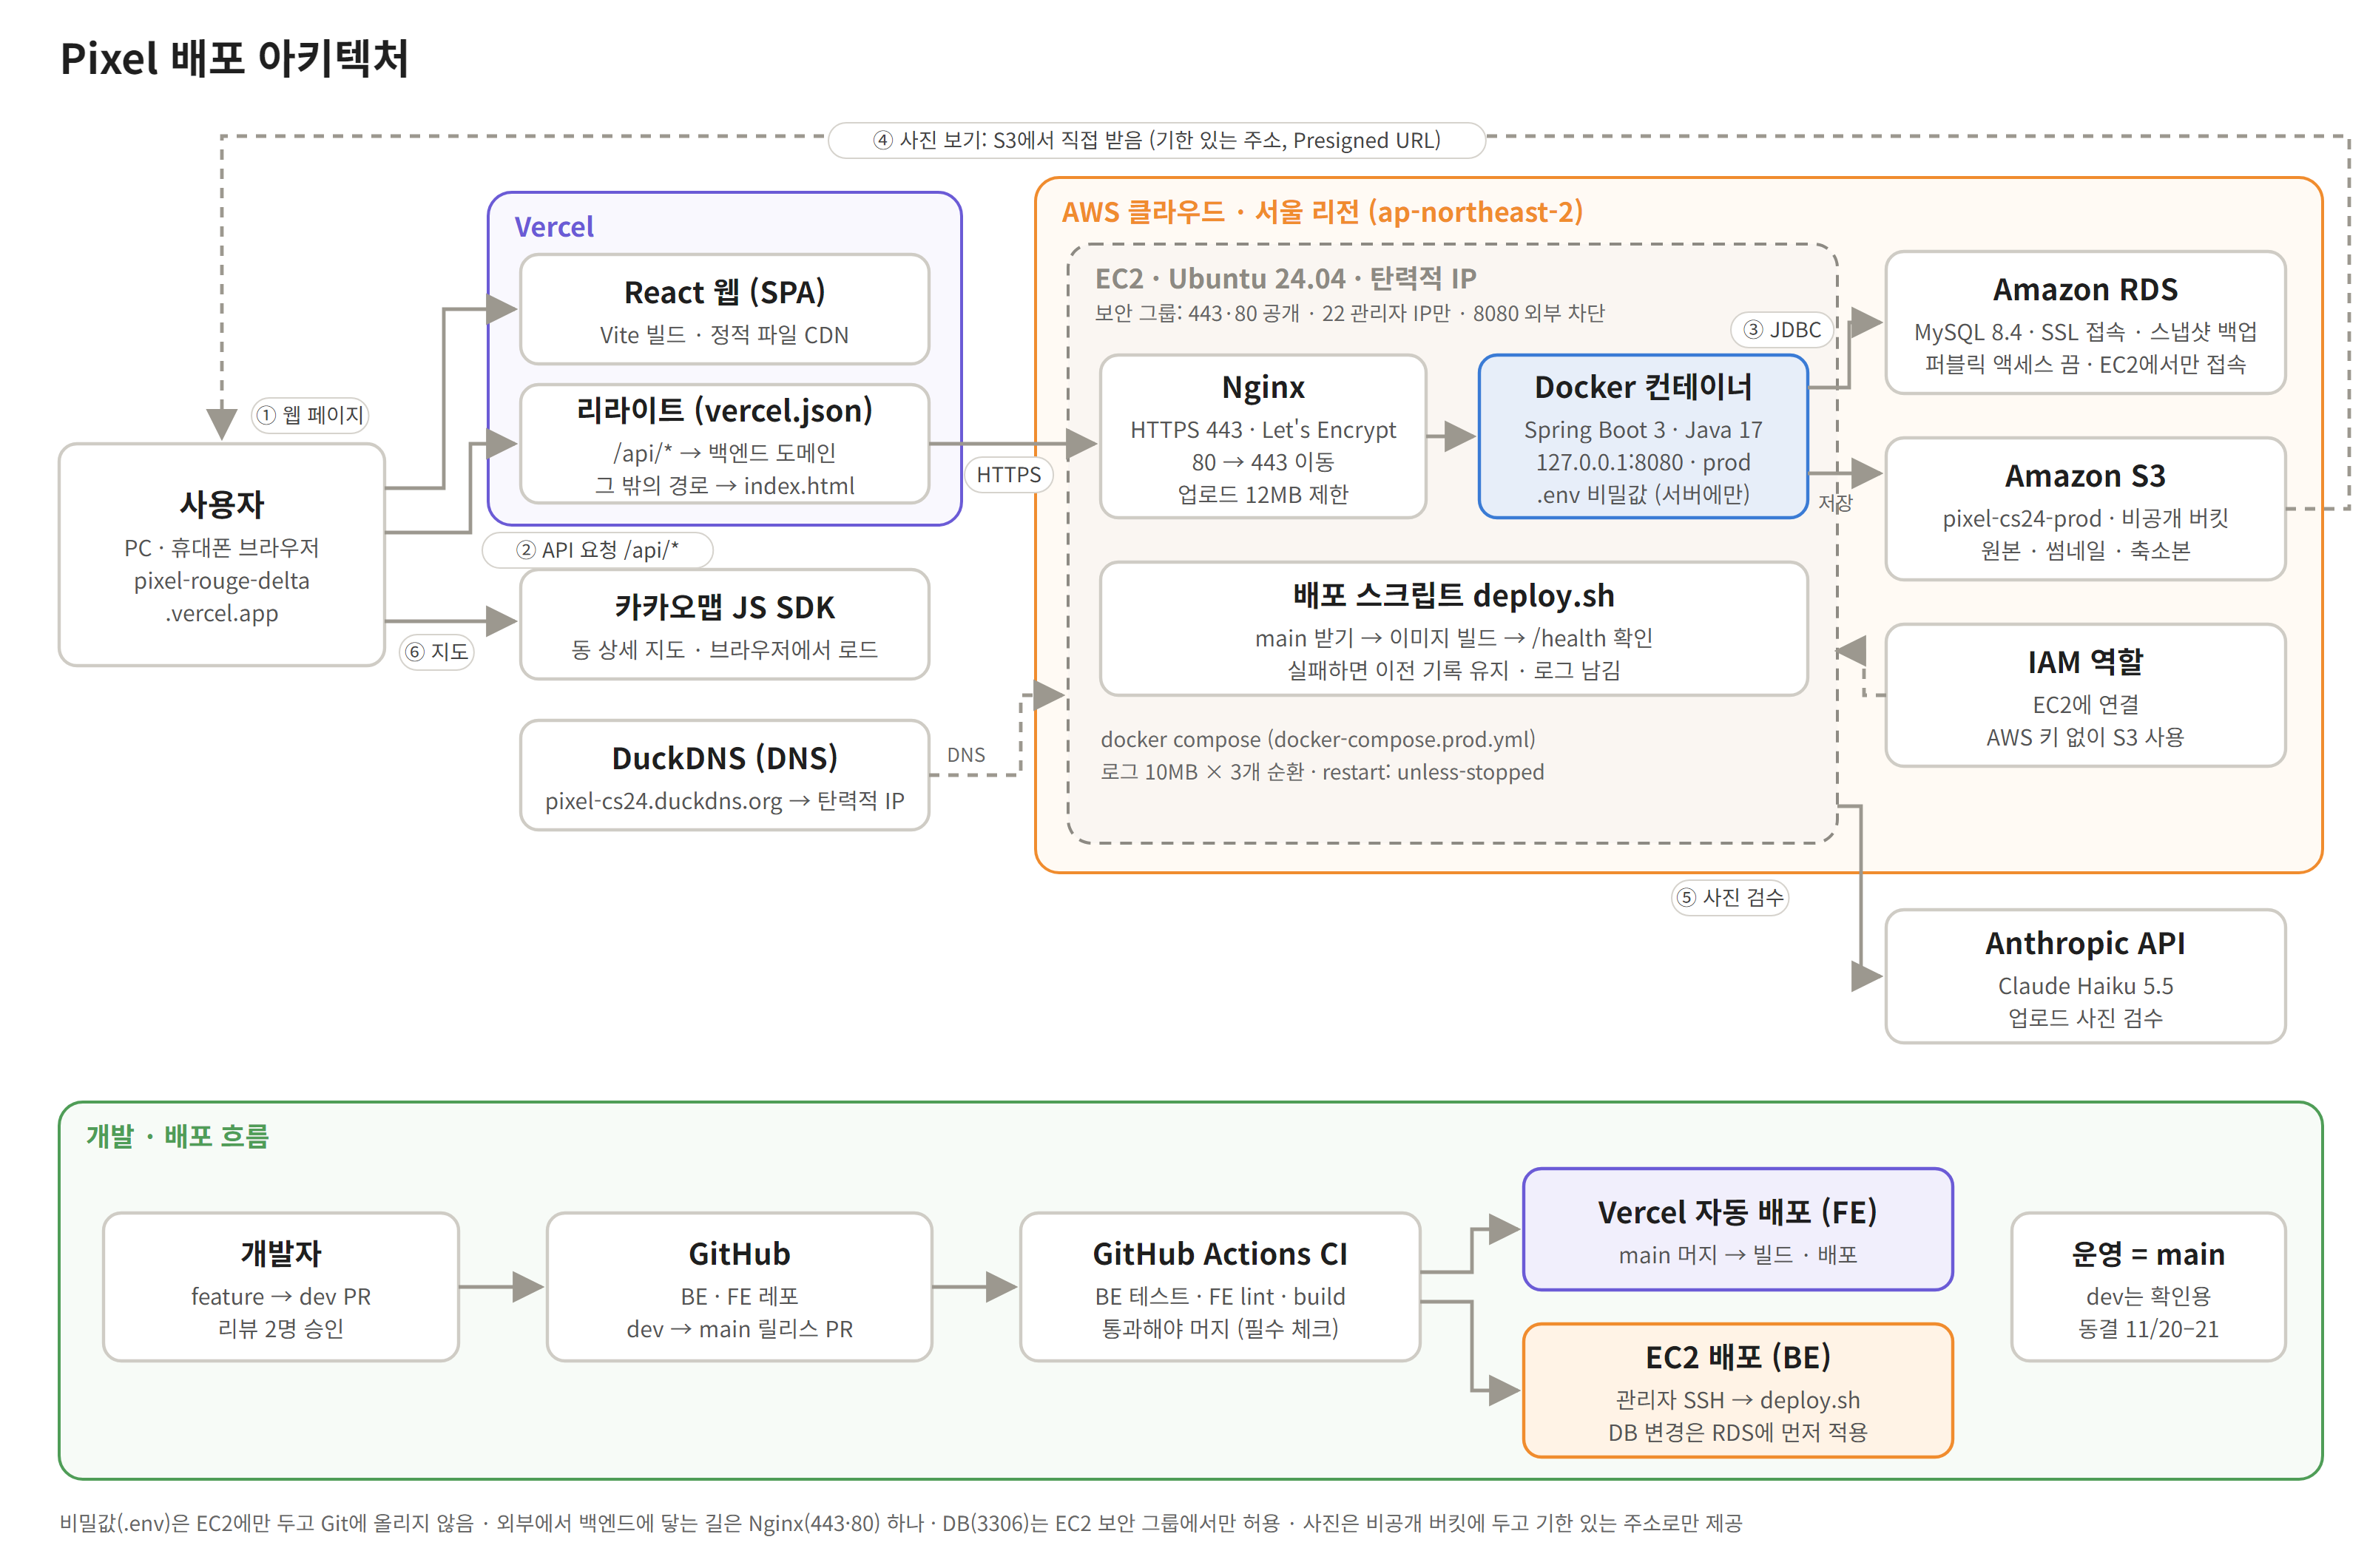 Pixel 배포 아키텍처
④ 사진 보기: S3에서 직접 받음 (기한 있는 주소, Presigned URL)
Vercel
React 웹 (SPA)
Vite 빌드 · 정적 파일 CDN
리라이트 (vercel.json)
/api/* → 백엔드 도메인
그 밖의 경로 → index.html
① 웹 페이지
사용자
PC · 휴대폰 브라우저
pixel-rouge-delta
.vercel.app
② API 요청 /api/*
⑥ 지도
카카오맵 JS SDK
동 상세 지도 · 브라우저에서 로드
DuckDNS (DNS)
pixel-cs24.duckdns.org → 탄력적 IP
DNS
HTTPS
AWS 클라우드 · 서울 리전 (ap-northeast-2)
EC2 · Ubuntu 24.04 · 탄력적 IP
보안 그룹: 443·80 공개 · 22 관리자 IP만 · 8080 외부 차단
Nginx
HTTPS 443 · Let's Encrypt
80 → 443 이동
업로드 12MB 제한
Docker 컨테이너
Spring Boot 3 · Java 17
127.0.0.1:8080 · prod
.env 비밀값 (서버에만)
③ JDBC
저장
배포 스크립트 deploy.sh
main 받기 → 이미지 빌드 → /health 확인
실패하면 이전 기록 유지 · 로그 남김
docker compose (docker-compose.prod.yml)
로그 10MB × 3개 순환 · restart: unless-stopped
Amazon RDS
MySQL 8.4 · SSL 접속 · 스냅샷 백업
퍼블릭 액세스 끔 · EC2에서만 접속
Amazon S3
pixel-cs24-prod · 비공개 버킷
원본 · 썸네일 · 축소본
IAM 역할
EC2에 연결
AWS 키 없이 S3 사용
⑤ 사진 검수
Anthropic API
Claude Haiku 5.5
업로드 사진 검수
개발 · 배포 흐름
개발자
feature → dev PR
리뷰 2명 승인
GitHub
BE · FE 레포
dev → main 릴리스 PR
GitHub Actions CI
BE 테스트 · FE lint · build
통과해야 머지 (필수 체크)
Vercel 자동 배포 (FE)
main 머지 → 빌드 · 배포
EC2 배포 (BE)
관리자 SSH → deploy.sh
DB 변경은 RDS에 먼저 적용
운영 = main
dev는 확인용
동결 11/20–21
비밀값(.env)은 EC2에만 두고 Git에 올리지 않음 · 외부에서 백엔드에 닿는 길은 Nginx(443·80) 하나 · DB(3306)는 EC2 보안 그룹에서만 허용 · 사진은 비공개 버킷에 두고 기한 있는 주소로만 제공